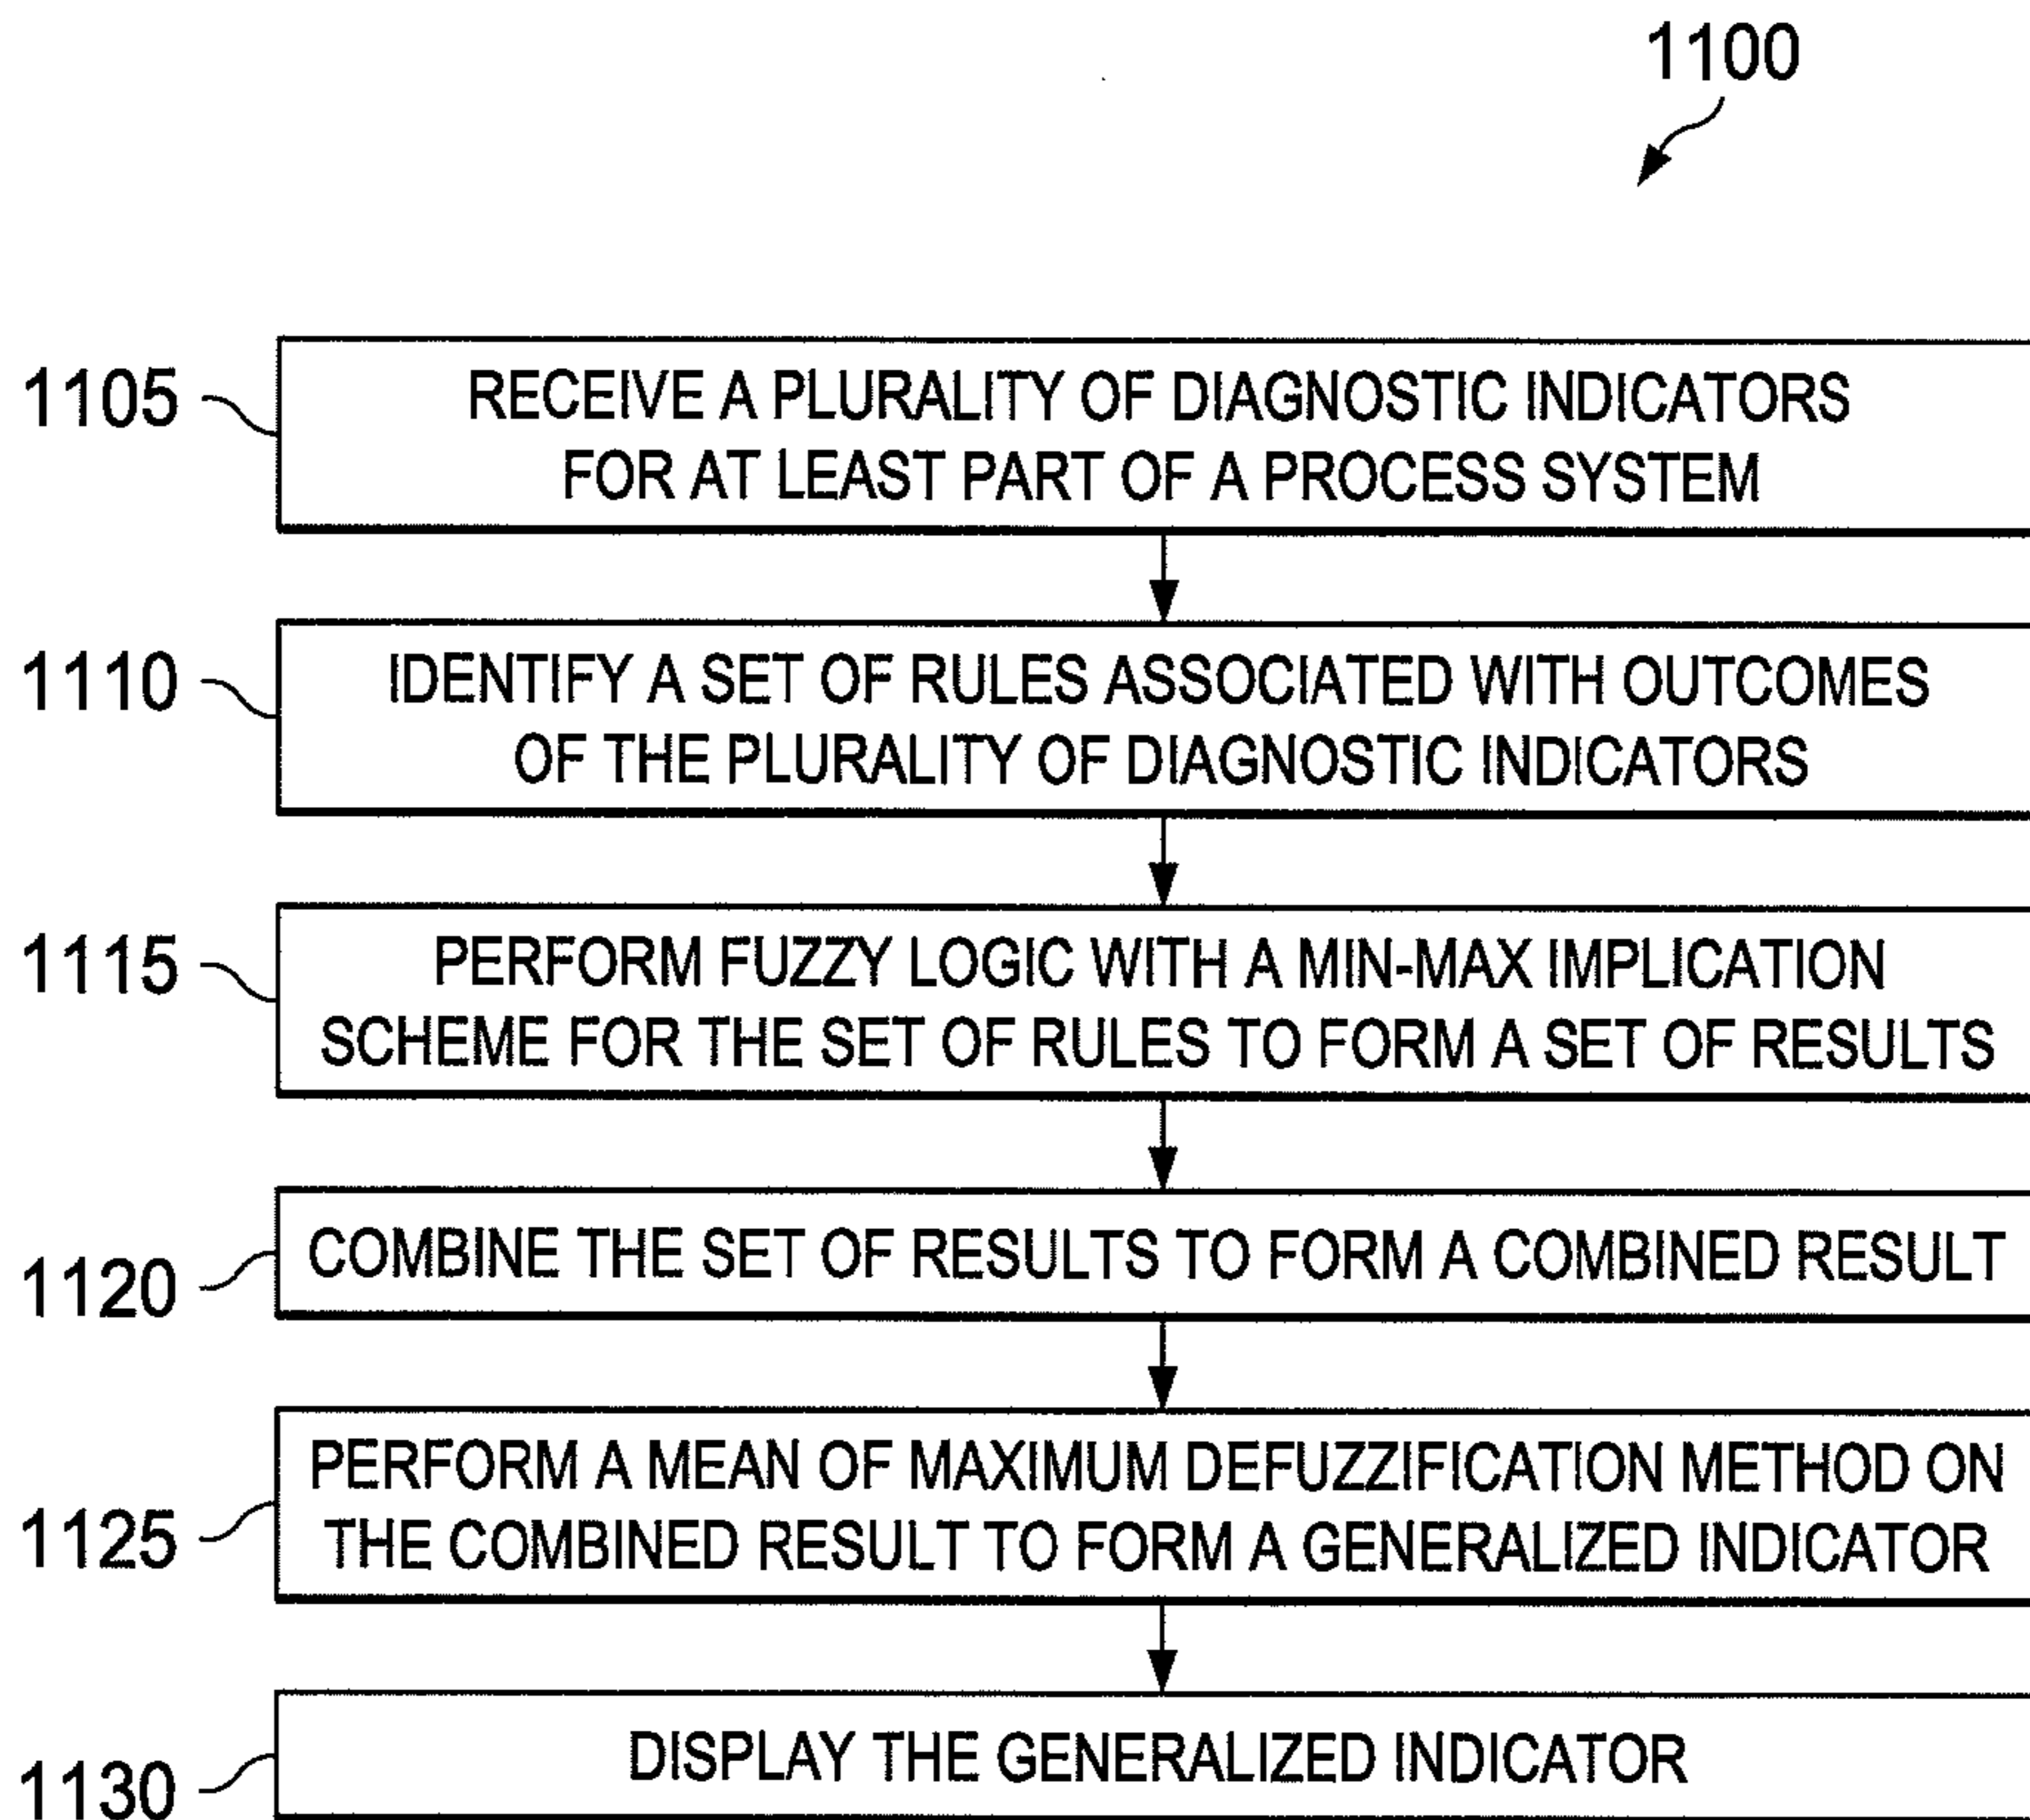 1100
1105
RECEIVE A PLURALITY OF DIAGNOSTIC INDICATORS
FOR AT LEAST PART OF A PROCESS SYSTEM
1110
IDENTIFY A SET OF RULES ASSOCIATED WITH OUTCOMES
OF THE PLURALITY OF DIAGNOSTIC INDICATORS
1115
PERFORM FUZZY LOGIC WITH A MIN-MAX IMPLICATION
SCHEME FOR THE SET OF RULES TO FORM A SET OF RESULTS
1120
COMBINE THE SET OF RESULTS TO FORM A COMBINED RESULT
1125
PERFORM A MEAN OF MAXIMUM DEFUZZIFICATION METHOD ON
THE COMBINED RESULT TO FORM A GENERALIZED INDICATOR
1130
DISPLAY THE GENERALIZED INDICATOR